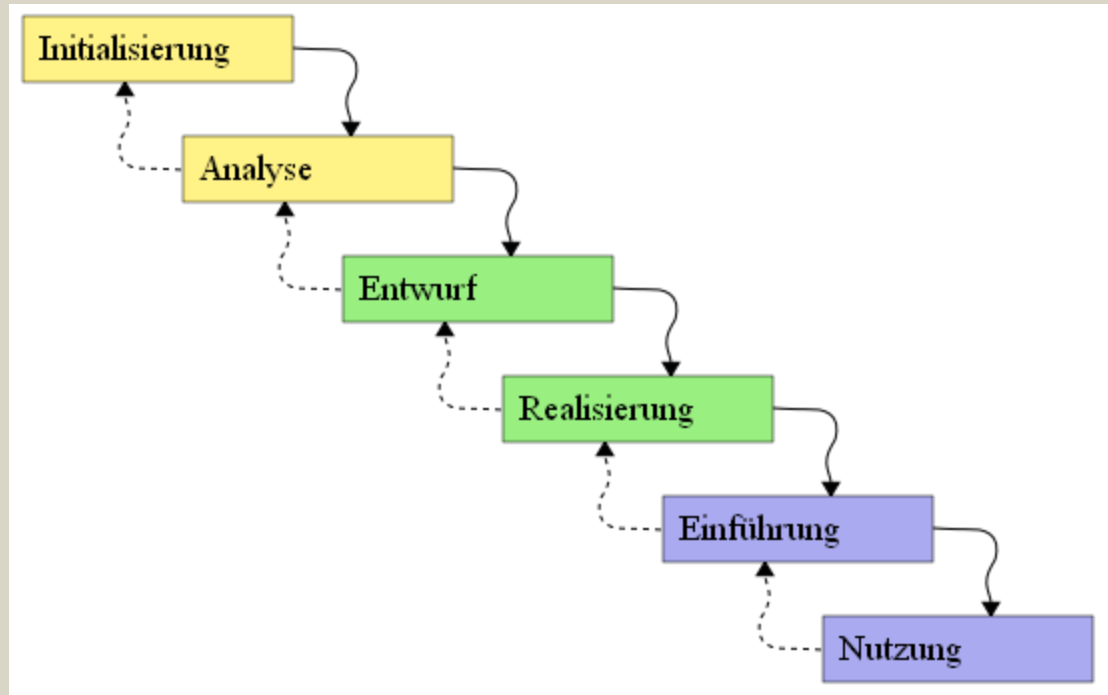 Initialisierung
Analyse
Entwurf
Realisierung
Einführung
Nutzung